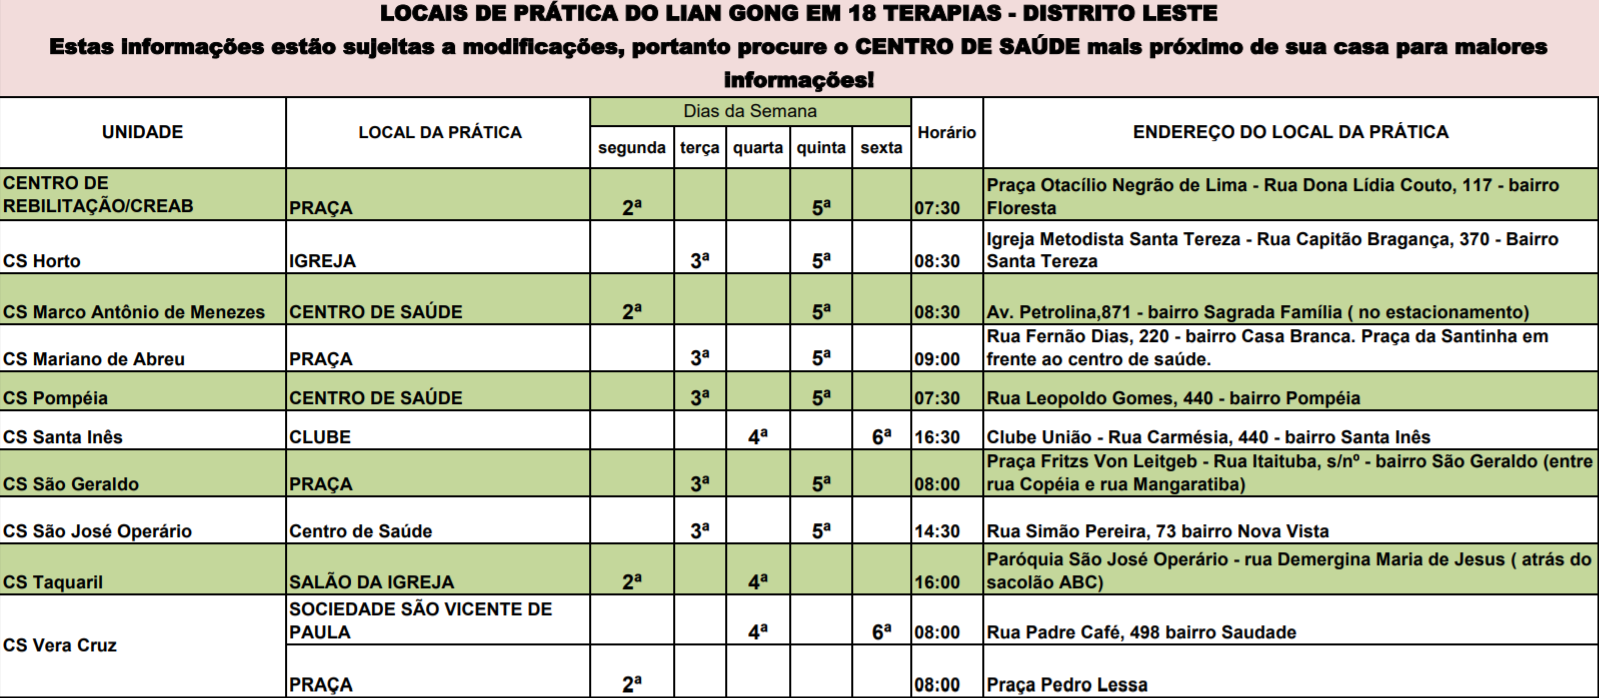 LOCAIS DE PRÁTICA DO LIAN GONG EM 18 TERAPIAS - DISTRITO LESTE
Estas informações estão sujeitas a modificações, portanto procure o CENTRO DE SAÚDE mais próximo de sua casa para maiores
informações!
UNIDADE LOCAL DA PRÁTICA Dias da Semana Horário ENDEREÇO DO LOCAL DA PRÁTICA
segunda terça quarta quinta sexta
CENTRO DE
REBILITAÇÃO/CREAB PRAÇA 2ª 5ª 07:30 Praça Otacílio Negrão de Lima - Rua Dona Lídia Couto, 117 - bairro
Floresta
CS Horto IGREJA 3ª 5ª 08:30 Igreja Metodista Santa Tereza - Rua Capitão Bragança, 370 - Bairro
Santa Tereza
CS Marco Antônio de Menezes CENTRO DE SAÚDE 2ª 5ª 08:30 Av. Petrolina,871 - bairro Sagrada Família ( no estacionamento)
CS Mariano de Abreu PRAÇA 3ª 5ª 09:00 Rua Fernão Dias, 220 - bairro Casa Branca. Praça da Santinha em
frente ao centro de saúde.
CS Pompéia CENTRO DE SAÚDE 3ª 5ª 07:30 Rua Leopoldo Gomes, 440 - bairro Pompéia
CS Santa Inês CLUBE 4ª 6ª 16:30 Clube União - Rua Carmésia, 440 - bairro Santa Inês
CS São Geraldo PRAÇA 3ª 5ª 08:00 Praça Fritzs Von Leitgeb - Rua Itaituba, s/nº - bairro São Geraldo (entre
rua Copéia e rua Mangaratiba)
CS São José Operário Centro de Saúde 3ª 5ª 14:30 Rua Simão Pereira, 73 bairro Nova Vista
CS Taquaril SALÃO DA IGREJA 2ª 4ª 16:00 Paróquia São José Operário - rua Demergina Maria de Jesus ( atrás do
sacolão ABC)
CS Vera Cruz SOCIEDADE SÃO VICENTE DE
PAULA 4ª 6ª 08:00 Rua Padre Café, 498 bairro Saudade
PRAÇA 2ª 08:00 Praça Pedro Lessa